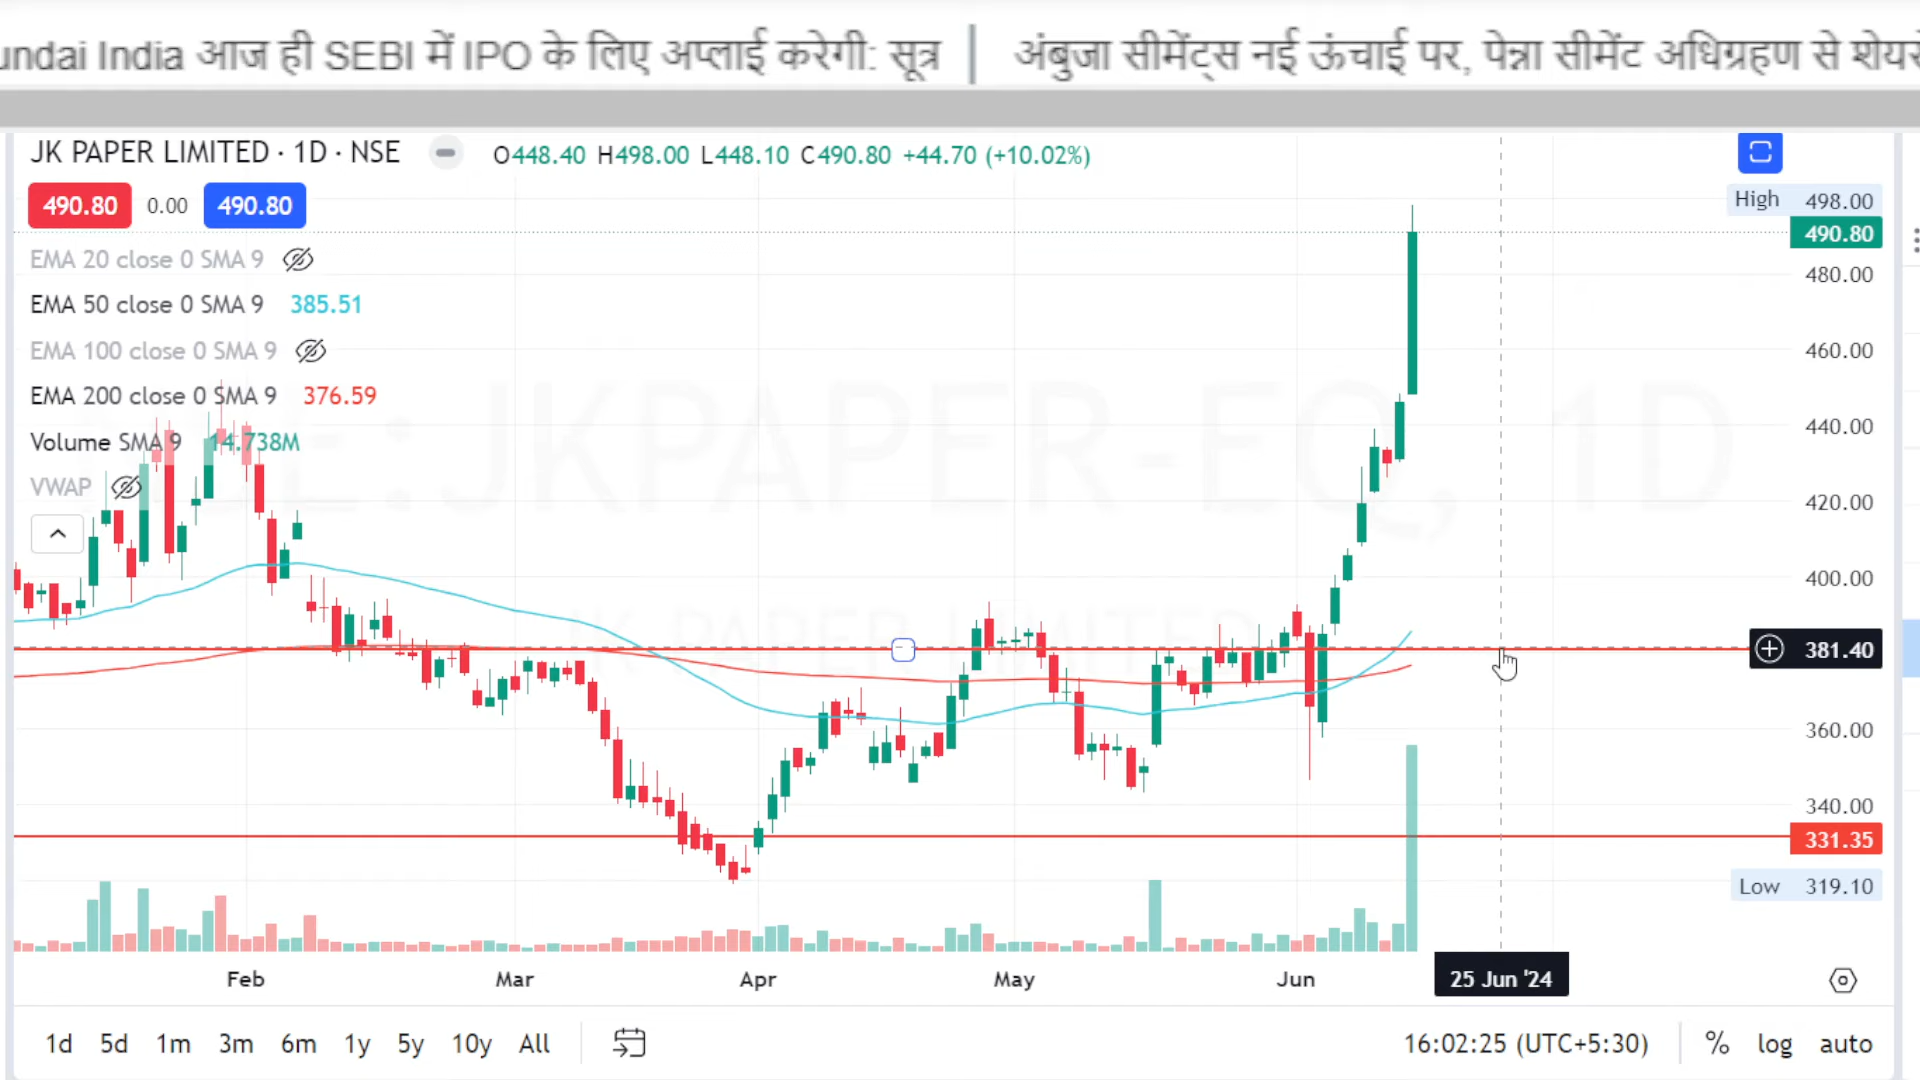 undai India आज ही SEBI में IPO के लिए अप्लाई करेगी: सूत्र | अंबुजा सीमेंट्स नई ऊंचाई पर, पेन्ना सीमेंट अधिग्रहण से शेयर
JK PAPER LIMITED · 1D · NSE O448.40 H498.00 L448.10 C490.80 +44.70 (+10.02%)
490.80 0.00 490.80
EMA 20 close 0 SMA 9
EMA 50 close 0 SMA 9 385.51
EMA 100 close 0 SMA 9
EMA 200 close 0 SMA 9 376.59
Volume SMA 9 14.738M
VWAP
JKPAPER-EQ, 1D
JK PAPER LIMITED
High 498.00
490.80
480.00
460.00
440.00
420.00
400.00
381.40
360.00
340.00
331.35
Low 319.10
Feb Mar Apr May Jun 25 Jun '24
1d 5d 1m 3m 6m 1y 5y 10y All 16:02:25 (UTC+5:30) % log auto